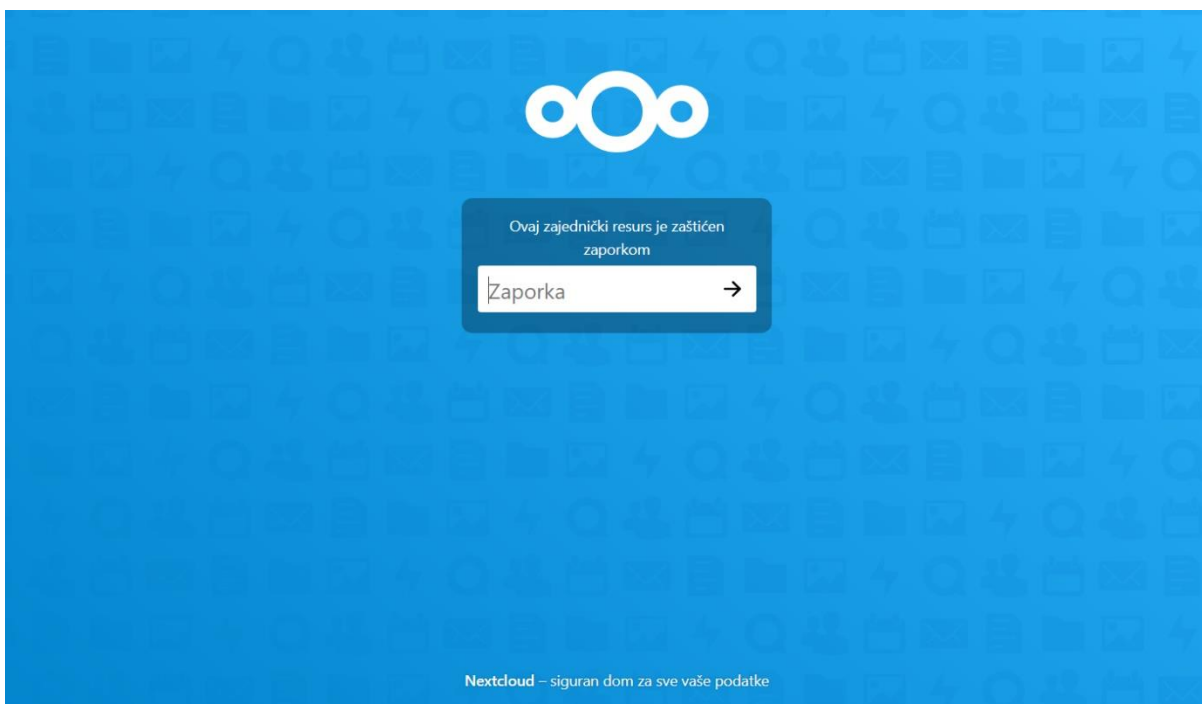 Ovaj zajednički resurs je zaštićen
zaporkom
Zaporka
Nextcloud – siguran dom za sve vaše podatke